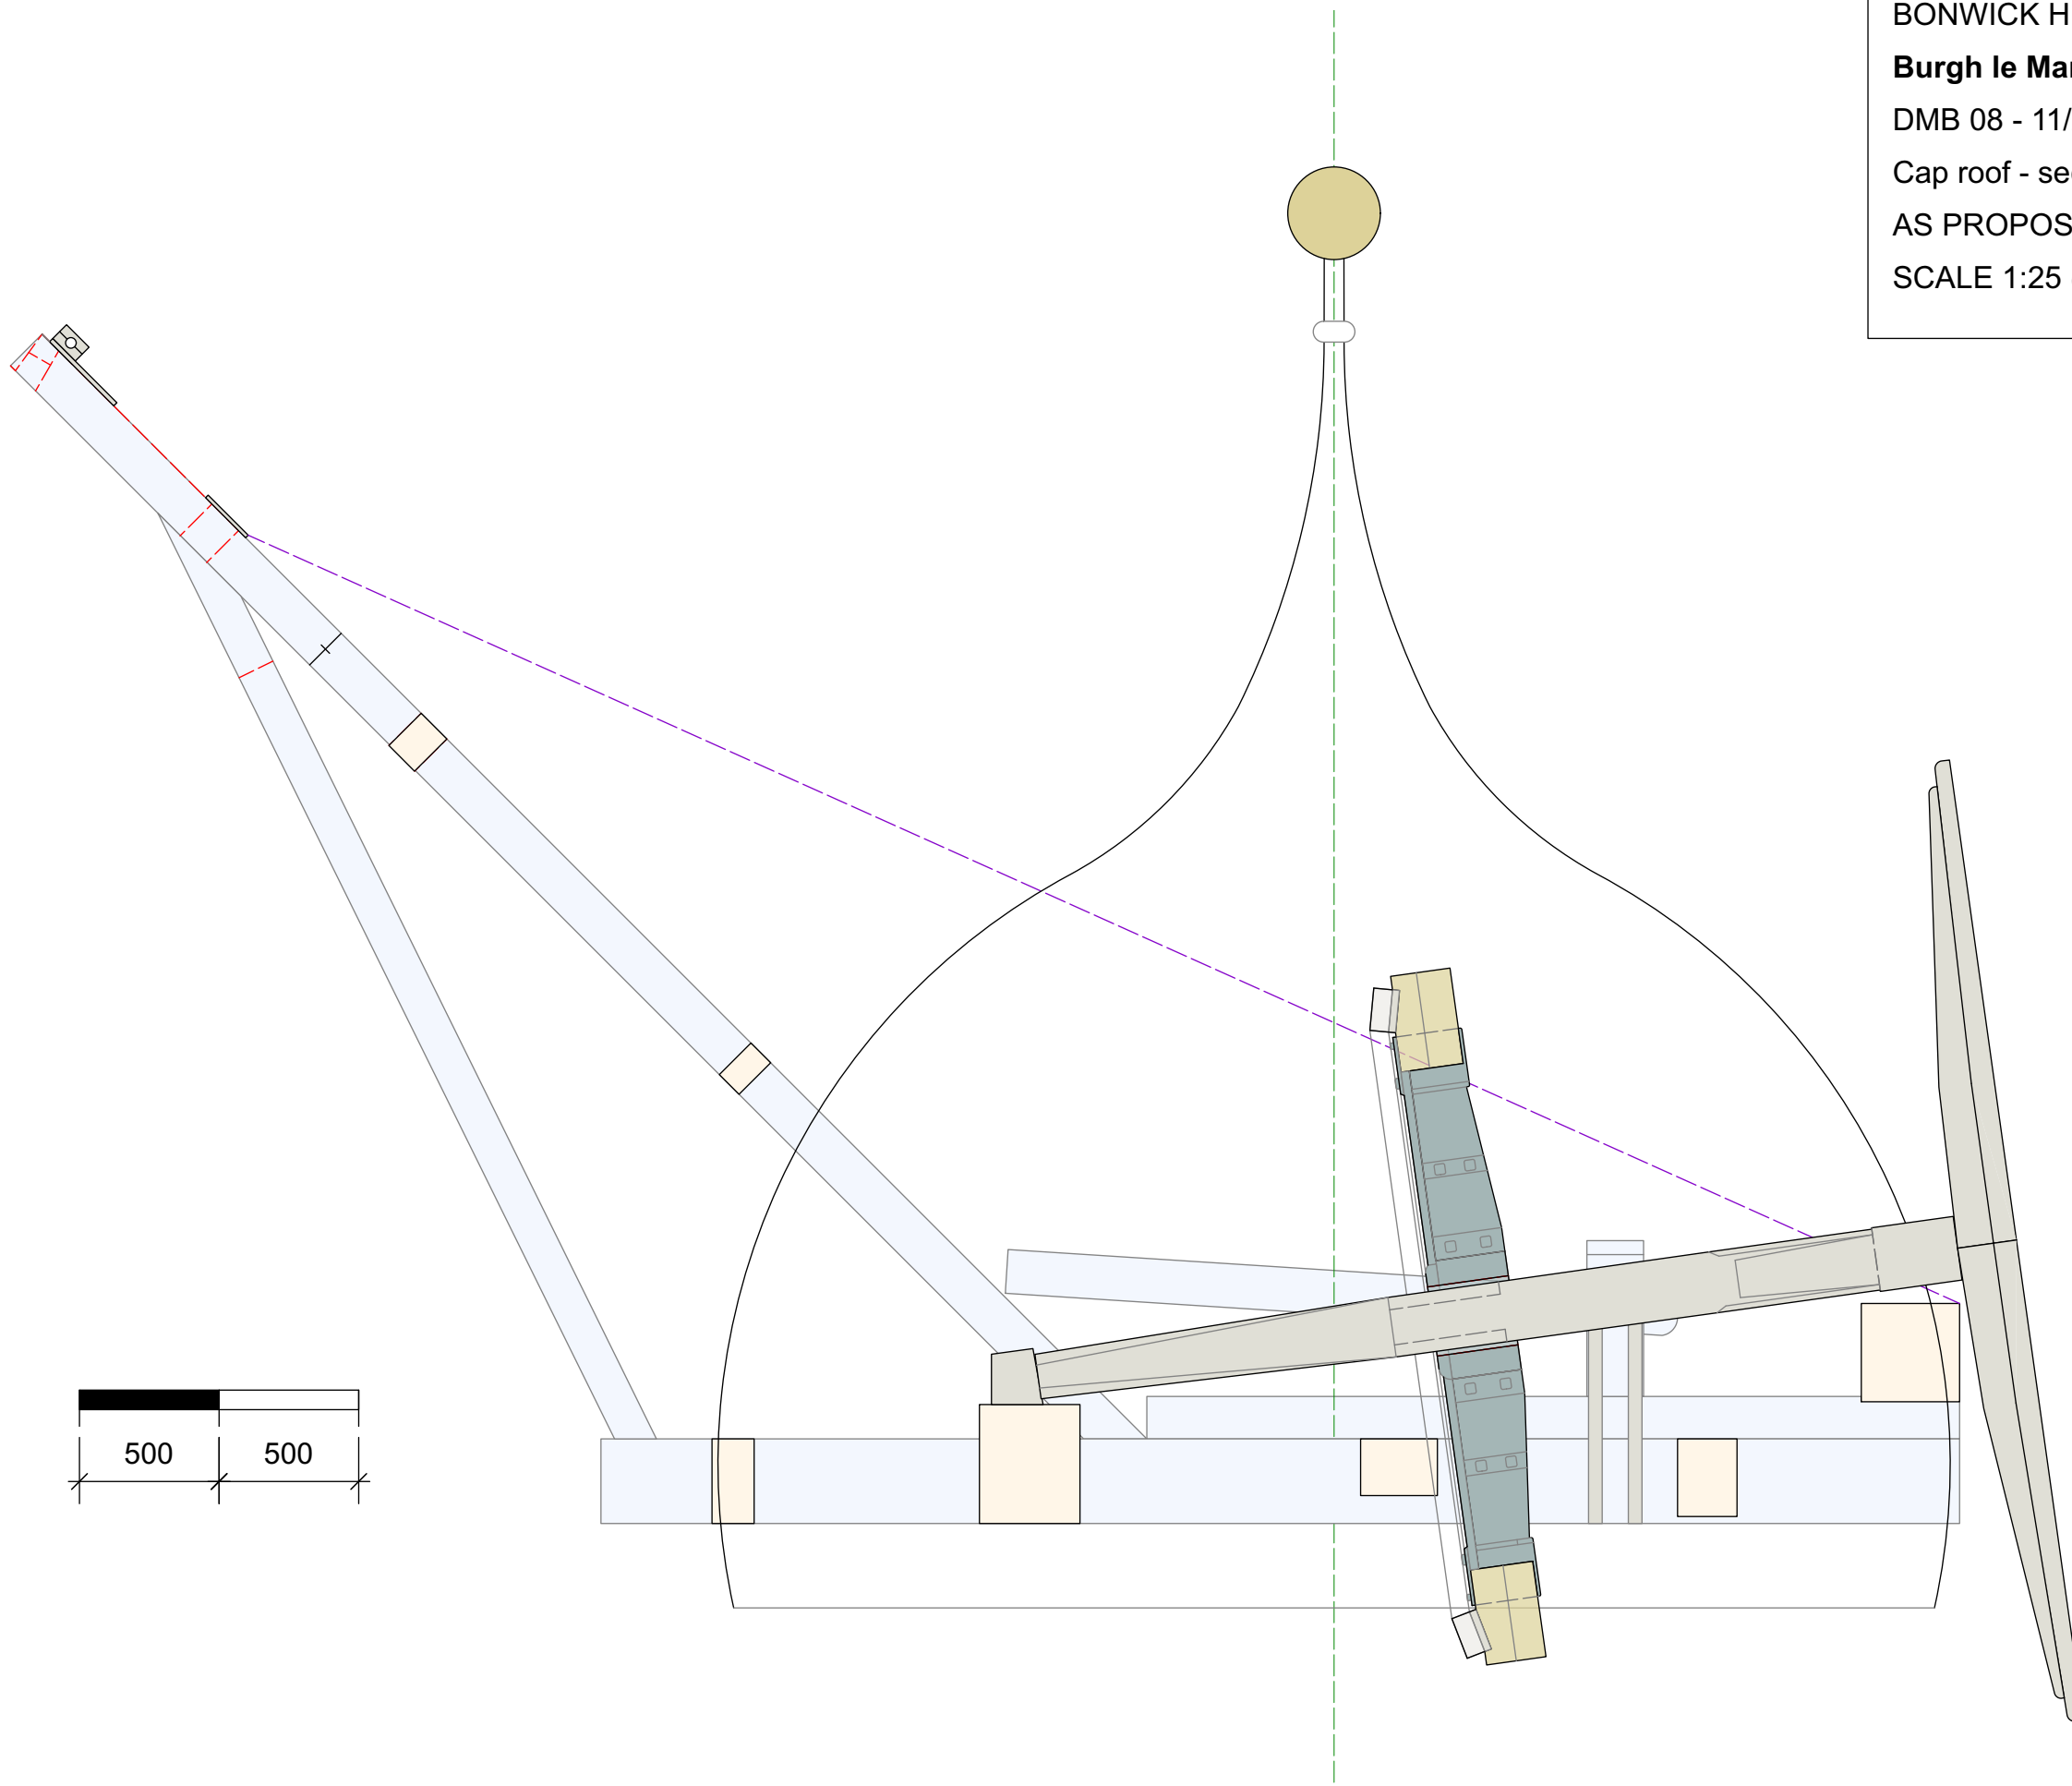 BONWICK H
Burgh le Mar
DMB 08 - 11/
Cap roof - se
AS PROPOS
SCALE 1:25
500 500